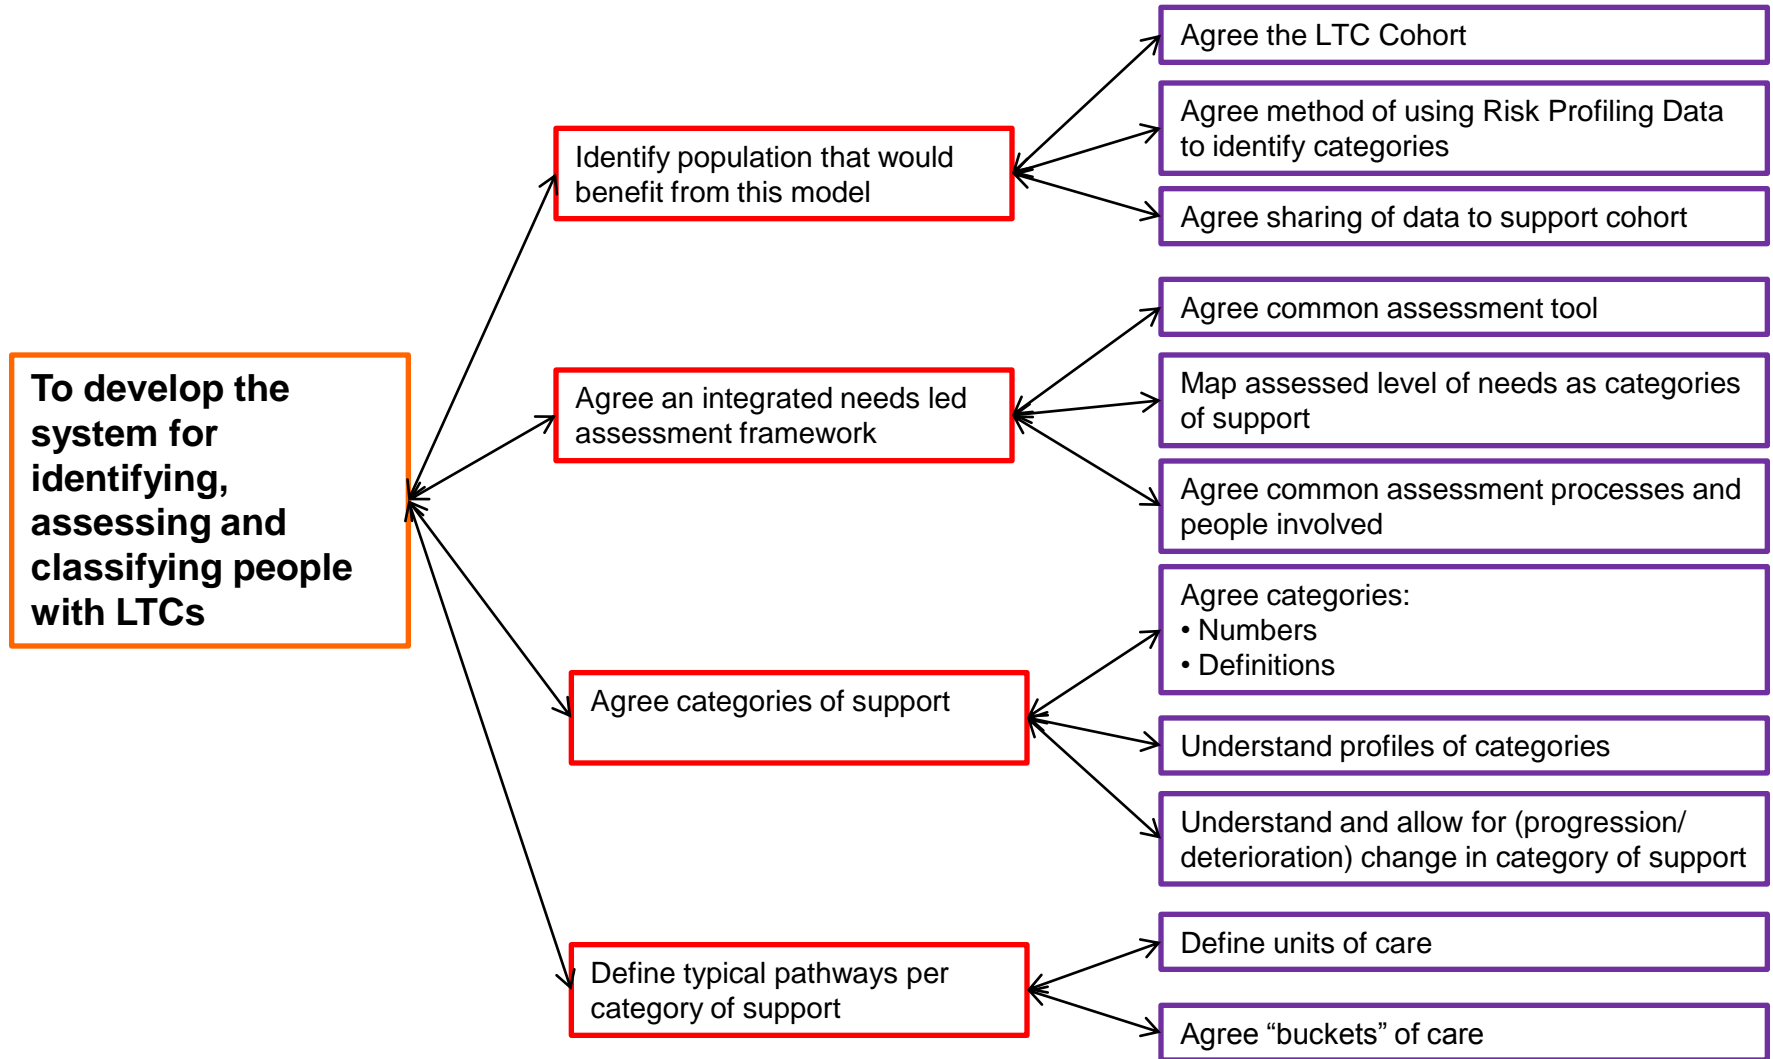 To develop the
system for
identifying,
assessing and
classifying people
with LTCs
Identify population that would
benefit from this model
Agree the LTC Cohort
Agree method of using Risk Profiling Data
to identify categories
Agree sharing of data to support cohort
Agree an integrated needs led
assessment framework
Agree common assessment tool
Map assessed level of needs as categories
of support
Agree common assessment processes and
people involved
Agree categories of support
Agree categories:
• Numbers
• Definitions
Understand profiles of categories
Understand and allow for (progression/
deterioration) change in category of support
Define typical pathways per
category of support
Define units of care
Agree “buckets” of care